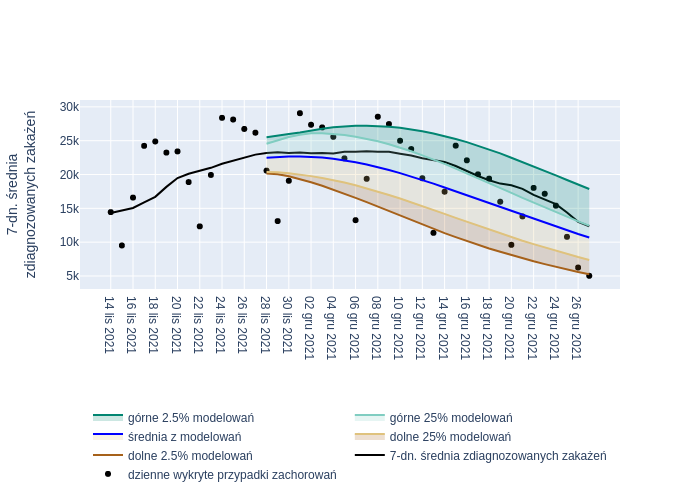 7-dn. średnia
zdiagnozowanych zakażeń
30k
25k
20k
15k
10k
5k
14 lis 2021
16 lis 2021
18 lis 2021
20 lis 2021
22 lis 2021
24 lis 2021
26 lis 2021
28 lis 2021
30 lis 2021
02 gru 2021
04 gru 2021
06 gru 2021
08 gru 2021
10 gru 2021
12 gru 2021
14 gru 2021
16 gru 2021
18 gru 2021
20 gru 2021
22 gru 2021
24 gru 2021
26 gru 2021
górne 2.5% modelowań
górne 25% modelowań
średnia z modelowań
dolne 25% modelowań
dolne 2.5% modelowań
7-dn. średnia zdiagnozowanych zakażeń
dzienne wykryte przypadki zachorowań